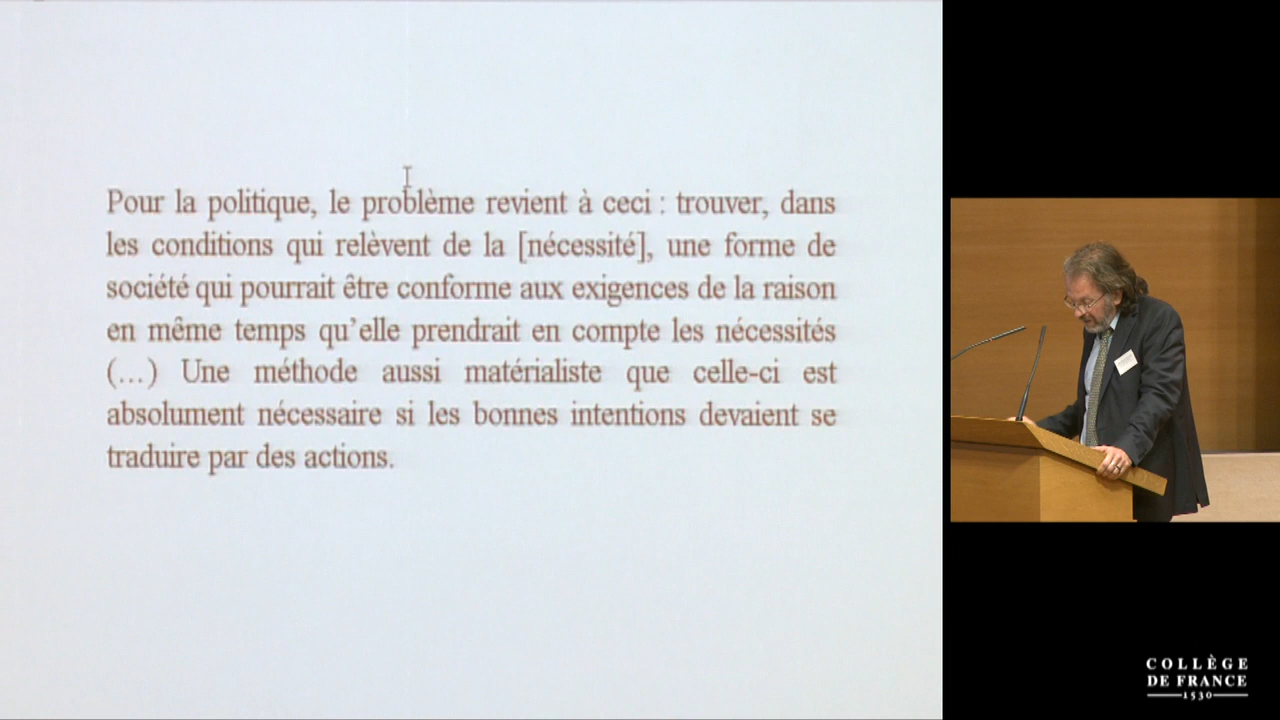 Pour la politique, le problème revient à ceci : trouver, dans
les conditions qui relèvent de la [nécessité], une forme de
société qui pourrait être conforme aux exigences de la raison
en même temps qu’elle prendrait en compte les nécessités
(…) Une méthode aussi matérialiste que celle-ci est
absolument nécessaire si les bonnes intentions devaient se
traduire par des actions.
COLLÈGE
DE FRANCE
1530